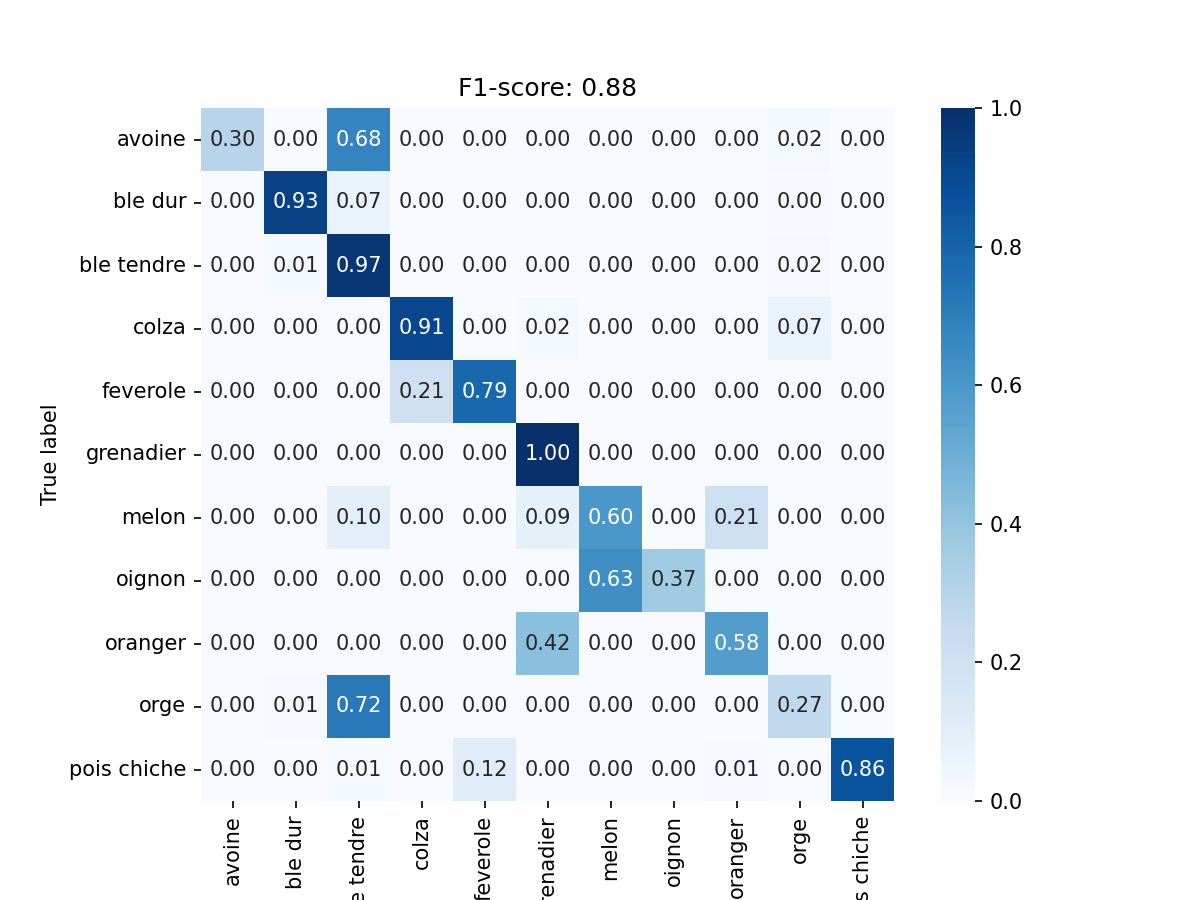 F1-score: 0.88
avoine 0.30 0.00 0.68 0.00 0.00 0.00 0.00 0.00 0.00 0.02 0.00
ble dur 0.00 0.93 0.07 0.00 0.00 0.00 0.00 0.00 0.00 0.00 0.00
ble tendre 0.00 0.01 0.97 0.00 0.00 0.00 0.00 0.00 0.00 0.02 0.00
colza 0.00 0.00 0.00 0.91 0.00 0.02 0.00 0.00 0.00 0.07 0.00
feverole 0.00 0.00 0.00 0.21 0.79 0.00 0.00 0.00 0.00 0.00 0.00
grenadier 0.00 0.00 0.00 0.00 0.00 1.00 0.00 0.00 0.00 0.00 0.00
melon 0.00 0.00 0.10 0.00 0.00 0.09 0.60 0.00 0.21 0.00 0.00
oignon 0.00 0.00 0.00 0.00 0.00 0.00 0.63 0.37 0.00 0.00 0.00
oranger 0.00 0.00 0.00 0.00 0.00 0.42 0.00 0.00 0.58 0.00 0.00
orge 0.00 0.01 0.72 0.00 0.00 0.00 0.00 0.00 0.00 0.27 0.00
pois chiche 0.00 0.00 0.01 0.00 0.12 0.00 0.00 0.00 0.01 0.00 0.86
True label
avoine
ble dur
e tendre
colza
feverole
renadier
melon
oignon
oranger
orge
s chiche
1.0
0.8
0.6
0.4
0.2
0.0